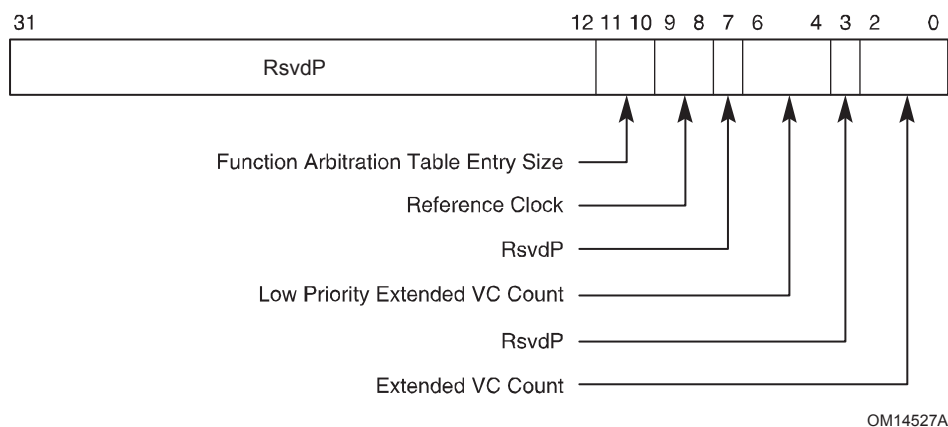 31 12 11 10 9 8 7 6 4 3 2 0
RsvdP
Function Arbitration Table Entry Size
Reference Clock
RsvdP
Low Priority Extended VC Count
RsvdP
Extended VC Count
OM14527A